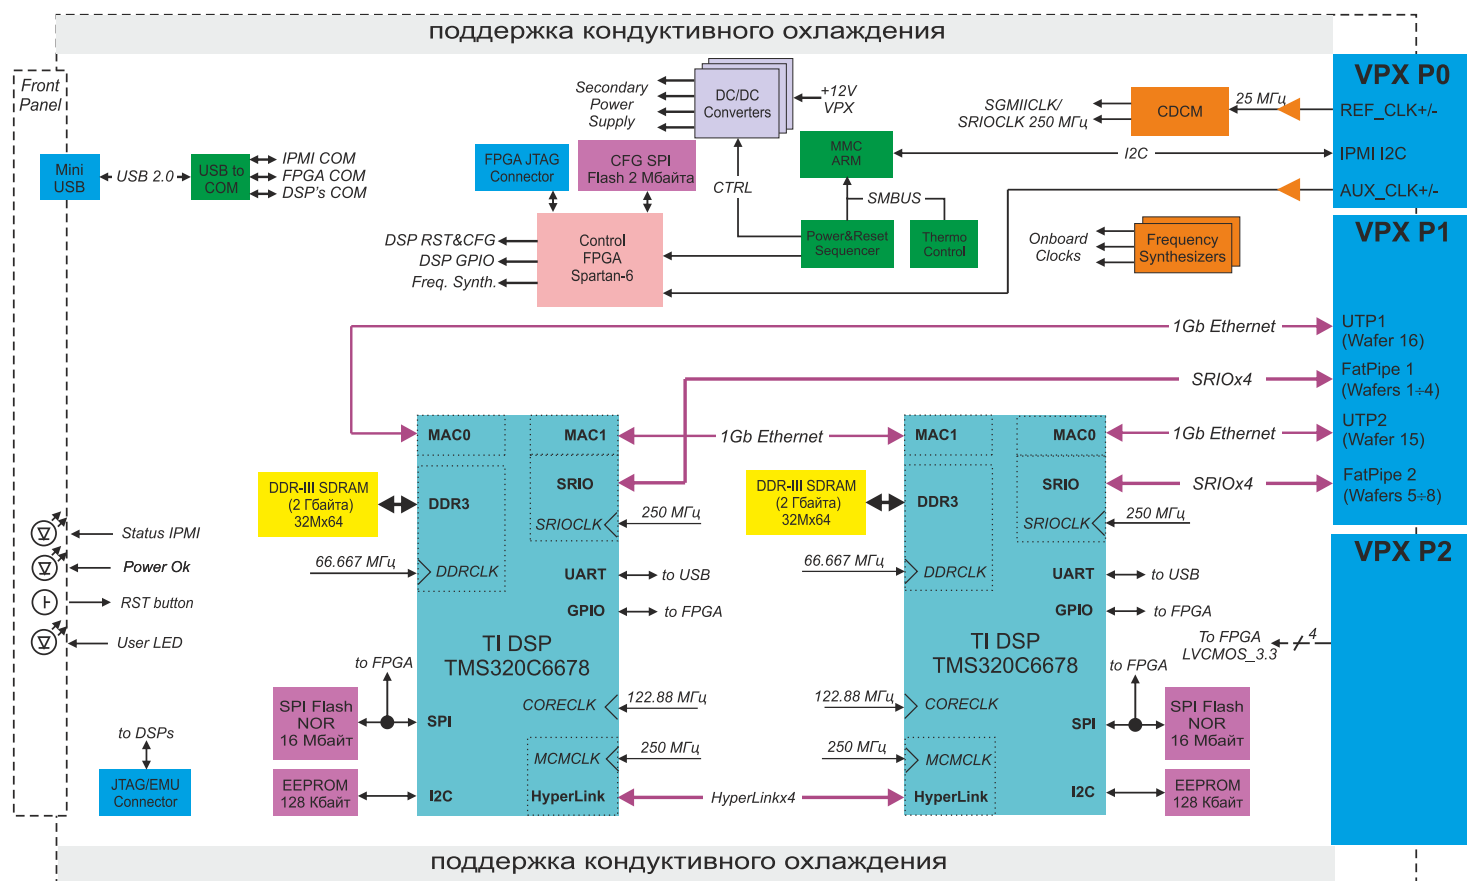 поддержка кондуктивного охлаждения
Front
Panel
Mini
USB
USB 2.0
USB to
COM
IPMI COM
FPGA COM
DSP's COM
Secondary
Power
Supply
DC/DC
Converters
+12V
VPX
FPGA JTAG
Connector
CFG SPI
Flash 2 Мбайта
CTRL
MMC
ARM
I2C
SMBUS
Power&Reset
Sequencer
Thermo
Control
DSP RST&CFG
DSP GPIO
Freq. Synth.
Control
FPGA
Spartan-6
SGMIICLK/
SRIOCLK 250 МГц
CDCM
25 МГц
Onboard
Clocks
Frequency
Synthesizers
VPX P0
REF_CLK+/-
IPMI I2C
AUX_CLK+/-
VPX P1
UTP1
(Wafer 16)
FatPipe 1
(Wafers 1÷4)
UTP2
(Wafer 15)
FatPipe 2
(Wafers 5÷8)
VPX P2
1Gb Ethernet
SRIOx4
1Gb Ethernet
1Gb Ethernet
SRIOx4
MAC0
MAC1
DDR-III SDRAM
(2 Гбайта)
32Mx64
DDR3
SRIO
SRIOCLK
250 МГц
66.667 МГц
DDRCLK
UART
to USB
GPIO
to FPGA
TI DSP
TMS320C6678
to FPGA
SPI Flash
NOR
16 Мбайт
SPI
CORECLK
122.88 МГц
MCMCLK
250 МГц
EEPROM
128 Кбайт
I2C
HyperLink
HyperLinkx4
MAC1
MAC0
DDR-III SDRAM
(2 Гбайта)
32Mx64
DDR3
SRIO
SRIOCLK
250 МГц
66.667 МГц
DDRCLK
UART
to USB
GPIO
to FPGA
TI DSP
TMS320C6678
To FPGA
LVCMOS_3.3
4
to FPGA
122.88 МГц
CORECLK
SPI
SPI Flash
NOR
16 Мбайт
250 МГц
MCMCLK
HyperLink
I2C
EEPROM
128 Кбайт
Status IPMI
Power Ok
RST button
User LED
to DSPs
JTAG/EMU
Connector
поддержка кондуктивного охлаждения